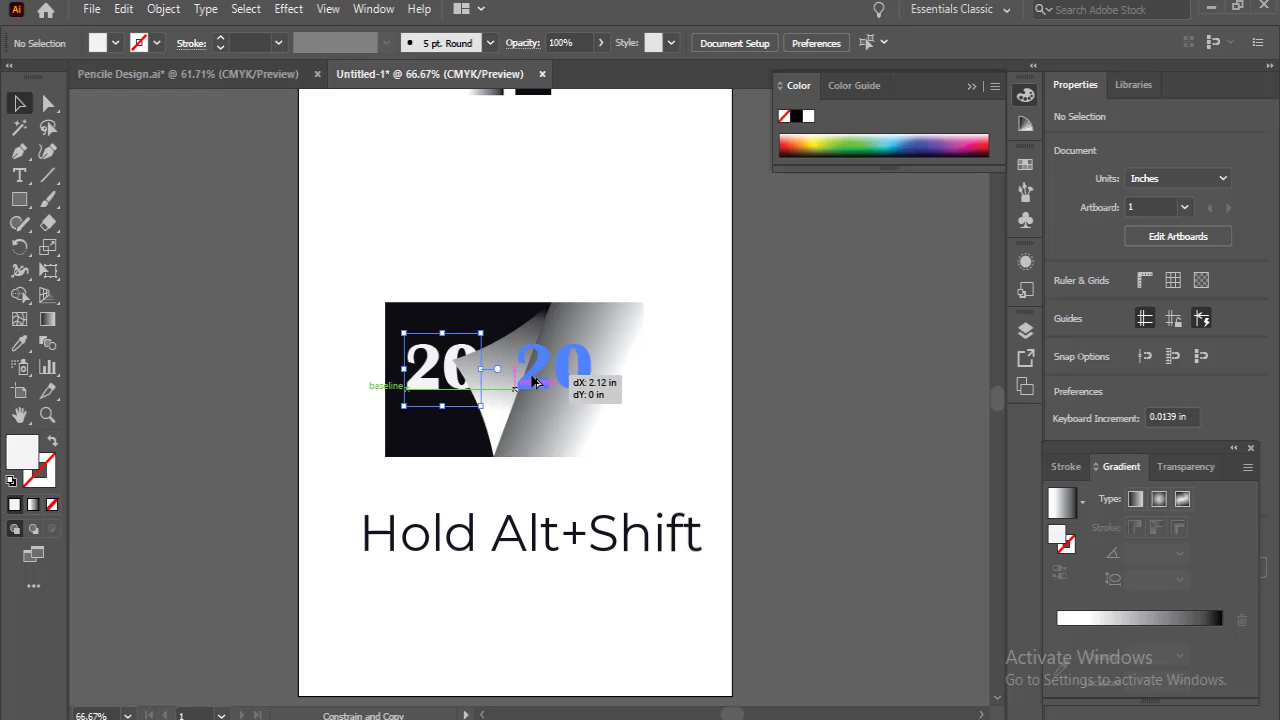 Ai File Edit Object Type Select Effect View Window Help Essentials Classic Search Adobe Stock
No Selection Stroke: 5 pt. Round Opacity: 100% Style: Document Setup Preferences
Pencile Design.ai* @ 61.71% (CMYK/Preview) × Untitled-1* @ 66.67% (CMYK/Preview) ×
Color Color Guide
Properties Libraries
No Selection
Document
Units: Inches
Artboard: 1
Edit Artboards
Ruler & Grids
Guides
Snap Options
Preferences
Keyboard Increment: 0.0139 in
20 20
baseline
dX: 2.12 in
dY: 0 in
Hold Alt+Shift
Stroke Gradient Transparency
Type:
Stroke:
Activate Windows
Go to Settings to activate Windows.
66.67% 1 Constrain and Copy